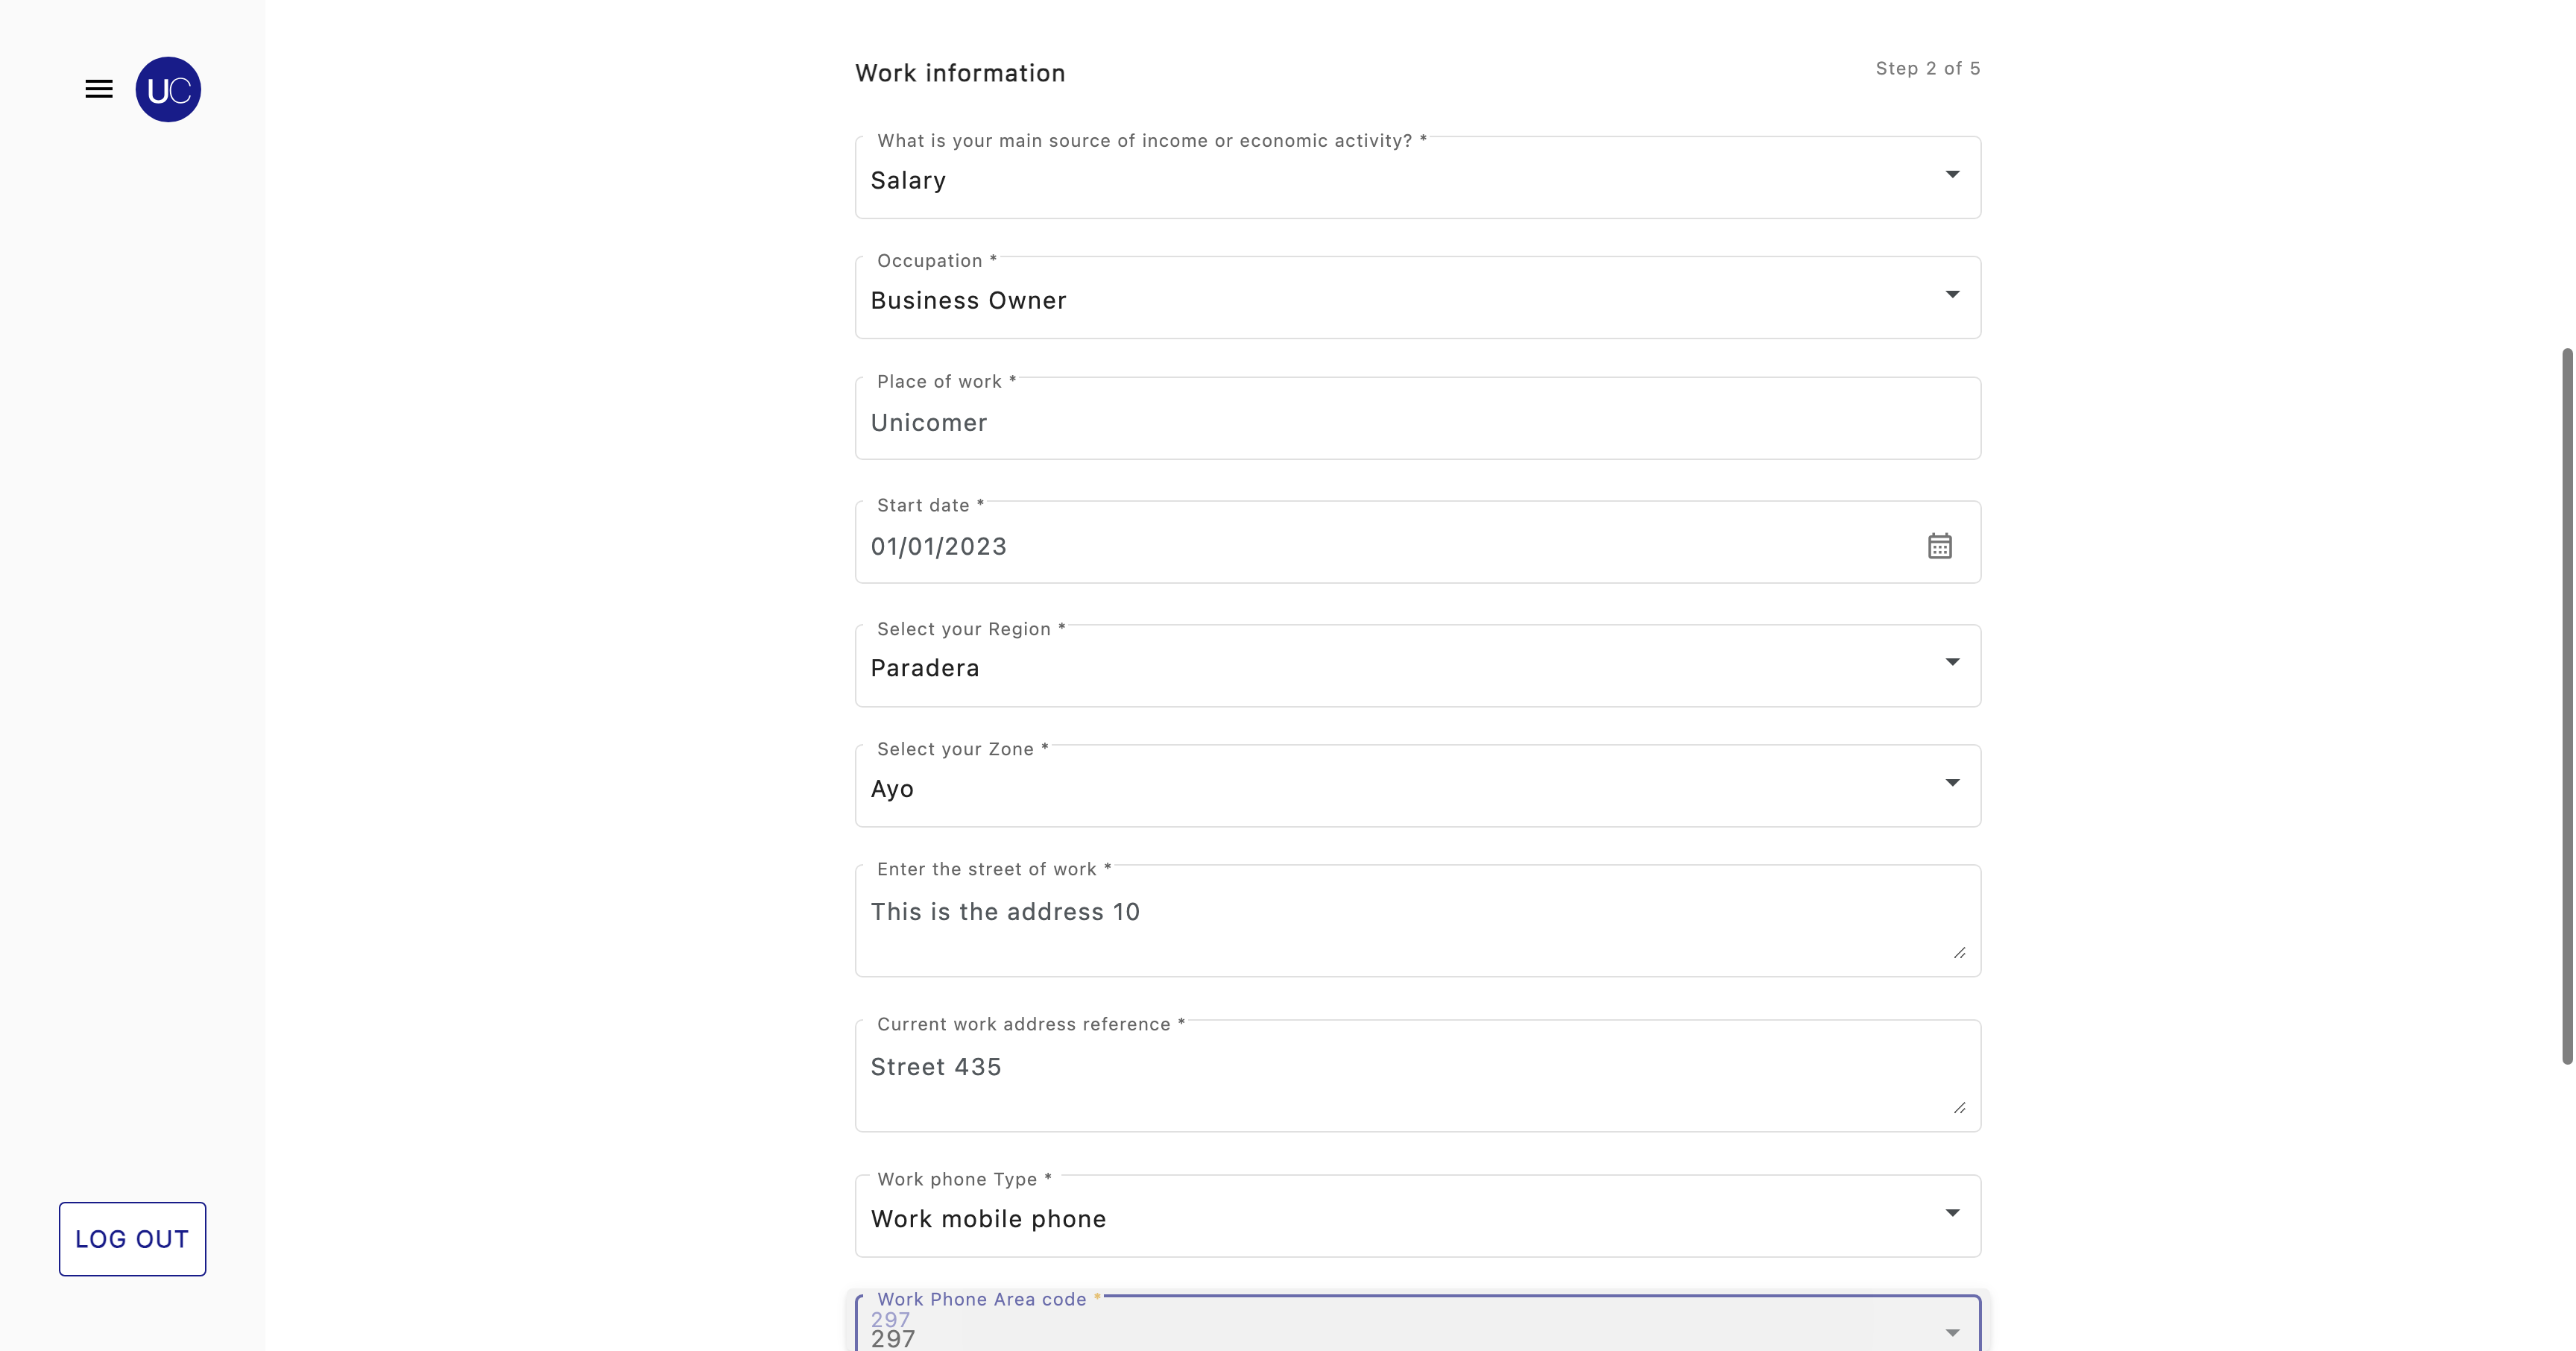 UC
Work information
Step 2 of 5
What is your main source of income or economic activity? *
Salary
Occupation *
Business Owner
Place of work *
Unicomer
Start date *
01/01/2023
Select your Region *
Paradera
Select your Zone *
Ayo
Enter the street of work *
This is the address 10
Current work address reference *
Street 435
Work phone Type *
Work mobile phone
Work Phone Area code *
297
297
LOG OUT